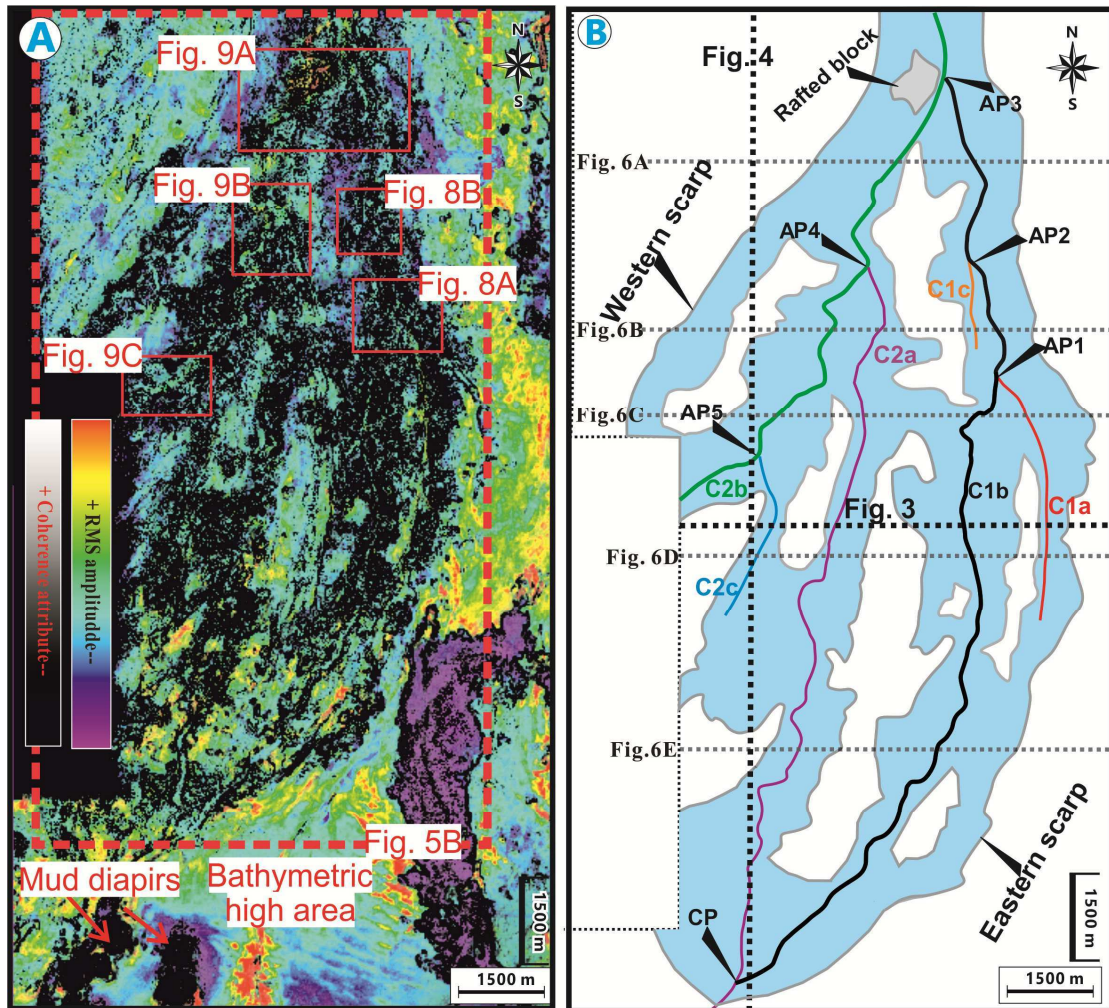 A
N
S
Fig. 9A
Fig. 9B
Fig. 8B
Fig. 8A
Fig. 9C
+ Coherence attribute--
+ RMS amplitudde--
Fig. 5B
Mud diapirs
Bathymetric
high area
1500 m
1500 m
B
N
S
Fig. 4
Rafted block
AP3
Fig. 6A
Western scarp
AP4
AP2
C1c
Fig.6B
C2a
AP1
Fig.6C
AP5
C2b
C1b
C1a
Fig. 3
Fig. 6D
C2c
Fig.6E
Eastern scarp
CP
1500 m
1500 m